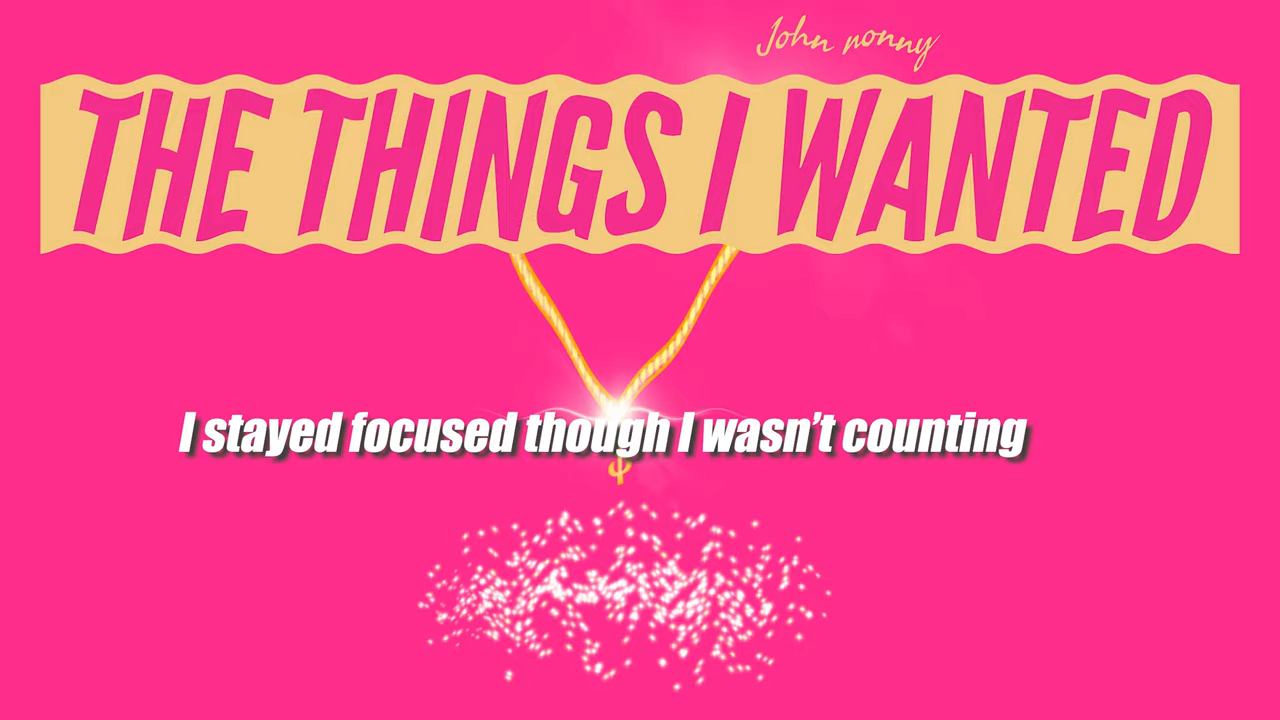 John nonny
THE THINGS I WANTED
I stayed focused though I wasn't counting